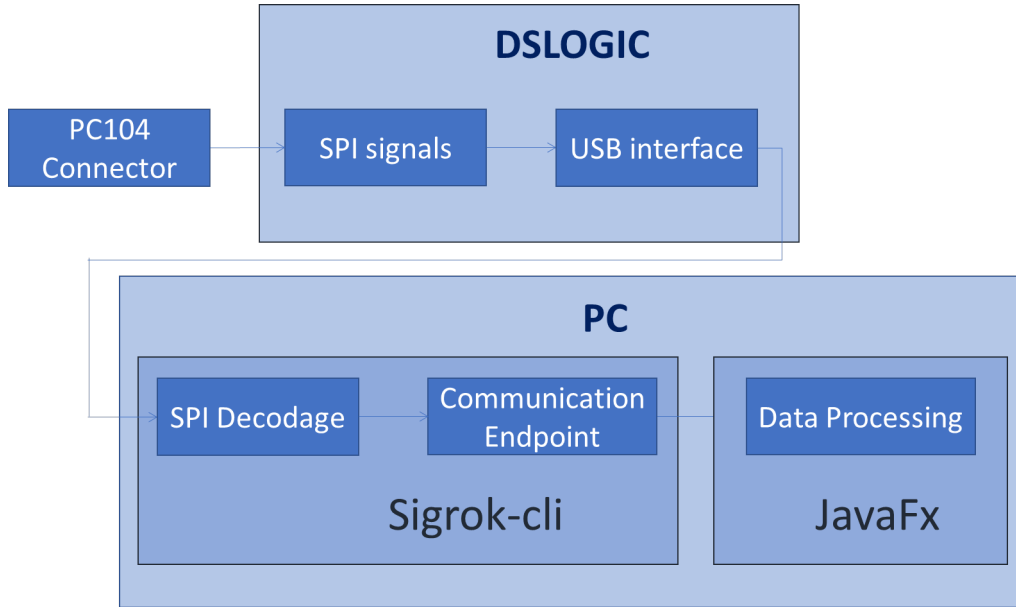 DSLOGIC
PC104
Connector
SPI signals
USB interface
PC
SPI Decodage
Communication
Endpoint
Data Processing
Sigrok-cli
JavaFx